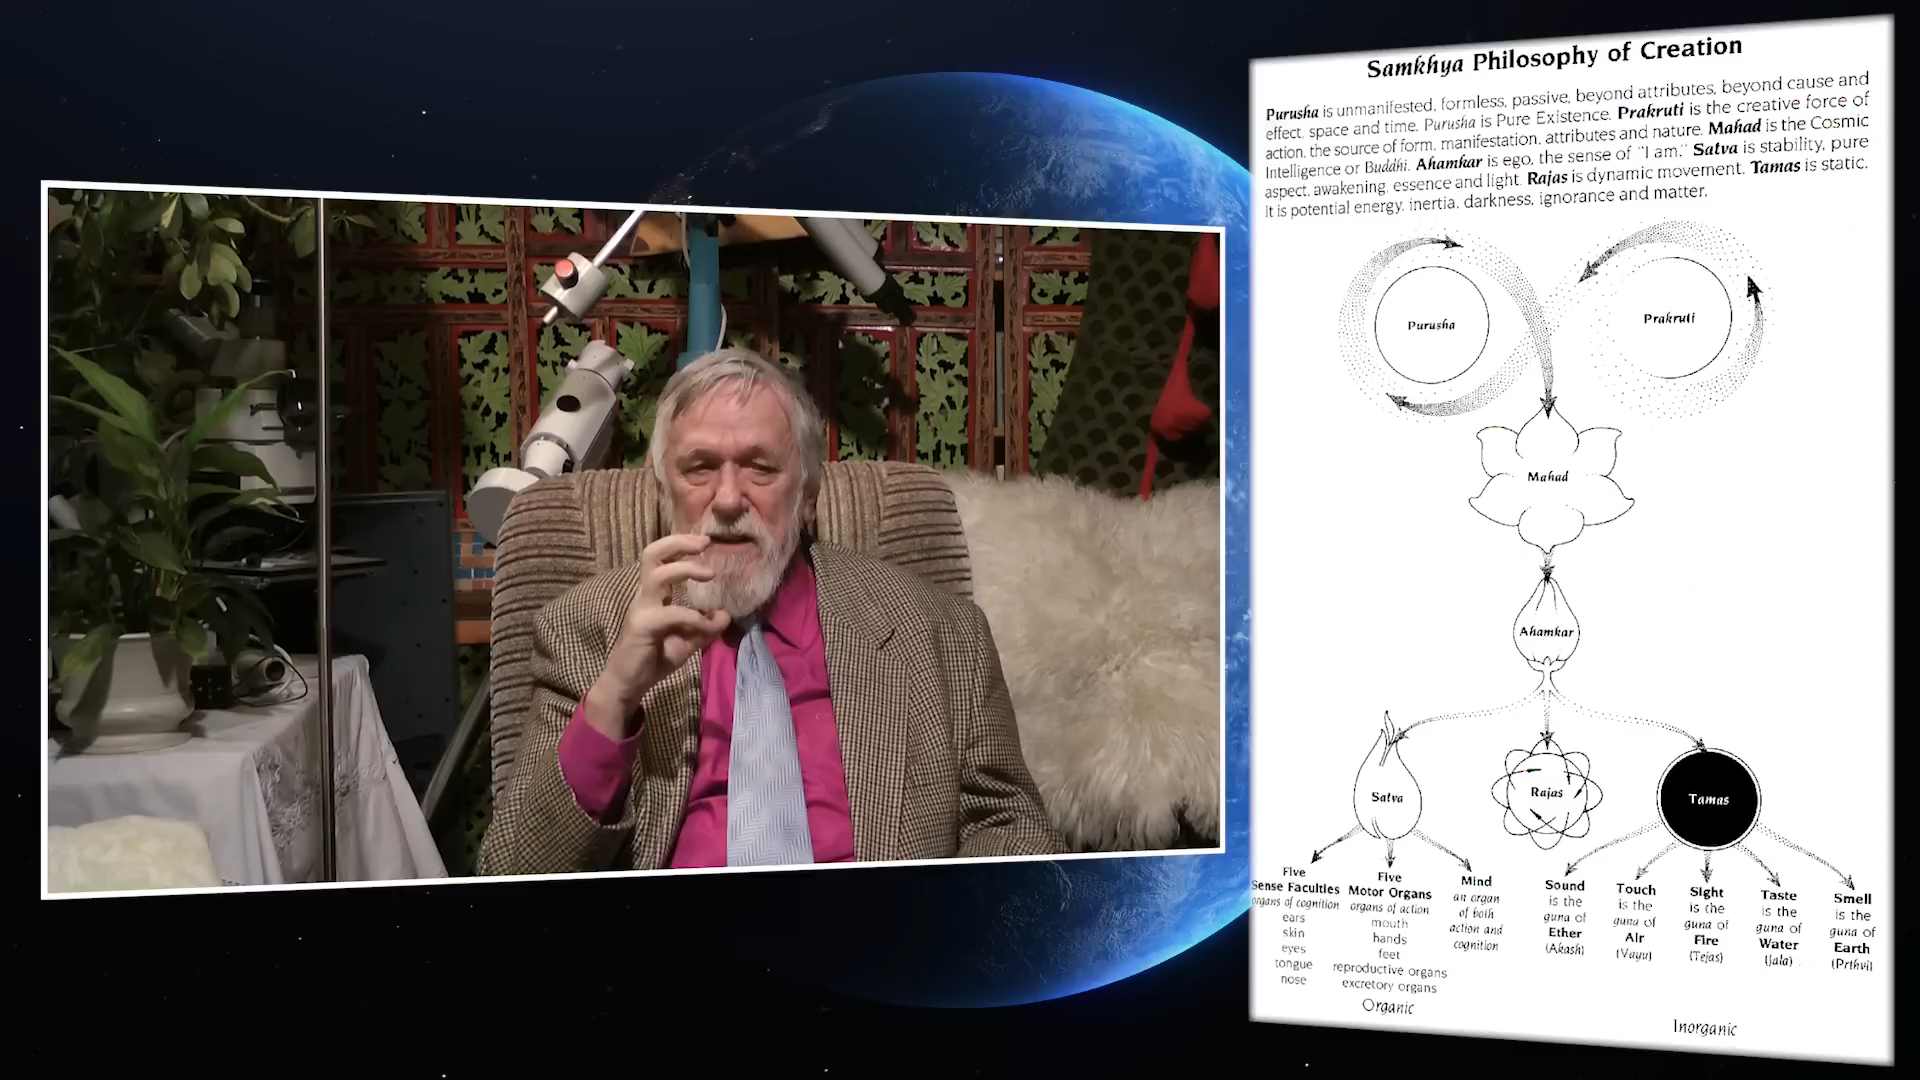 Samkhya Philosophy of Creation
Purusha is unmanifested, formless, passive, beyond attributes, beyond cause and
effect, space and time. Purusha is Pure Existence. Prakruti is the creative force of
action, the source of form, manifestation, attributes and nature. Mahad is the Cosmic
Intelligence or Buddhi. Ahamkar is ego, the sense of "I am." Satva is stability, pure
aspect, awakening, essence and light. Rajas is dynamic movement. Tamas is static.
It is potential energy, inertia, darkness, ignorance and matter.
Purusha
Prakruti
Mahad
Ahamkar
Satva
Rajas
Tamas
Five
Sense Faculties
organs of cognition
ears
skin
eyes
tongue
nose
Five
Motor Organs
organs of action
mouth
hands
feet
reproductive organs
excretory organs
Mind
an organ
of both
action and
cognition
Organic
Sound
is the
guna of
Ether
(Akash)
Touch
is the
guna of
Air
(Vayu)
Sight
is the
guna of
Fire
(Tejas)
Taste
is the
guna of
Water
(Jala)
Smell
is the
guna of
Earth
(Prthvi)
Inorganic